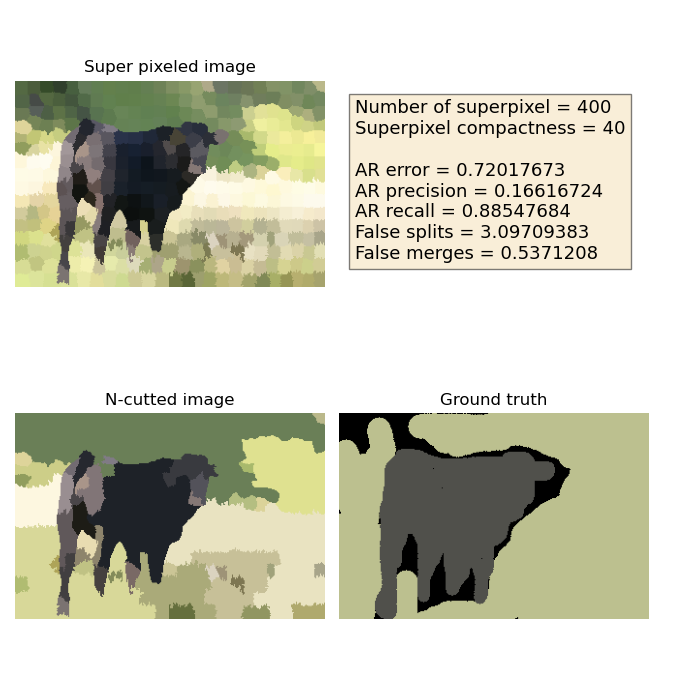 Super pixeled image
Number of superpixel = 400
Superpixel compactness = 40
AR error = 0.72017673
AR precision = 0.16616724
AR recall = 0.88547684
False splits = 3.09709383
False merges = 0.5371208
N-cutted image
Ground truth